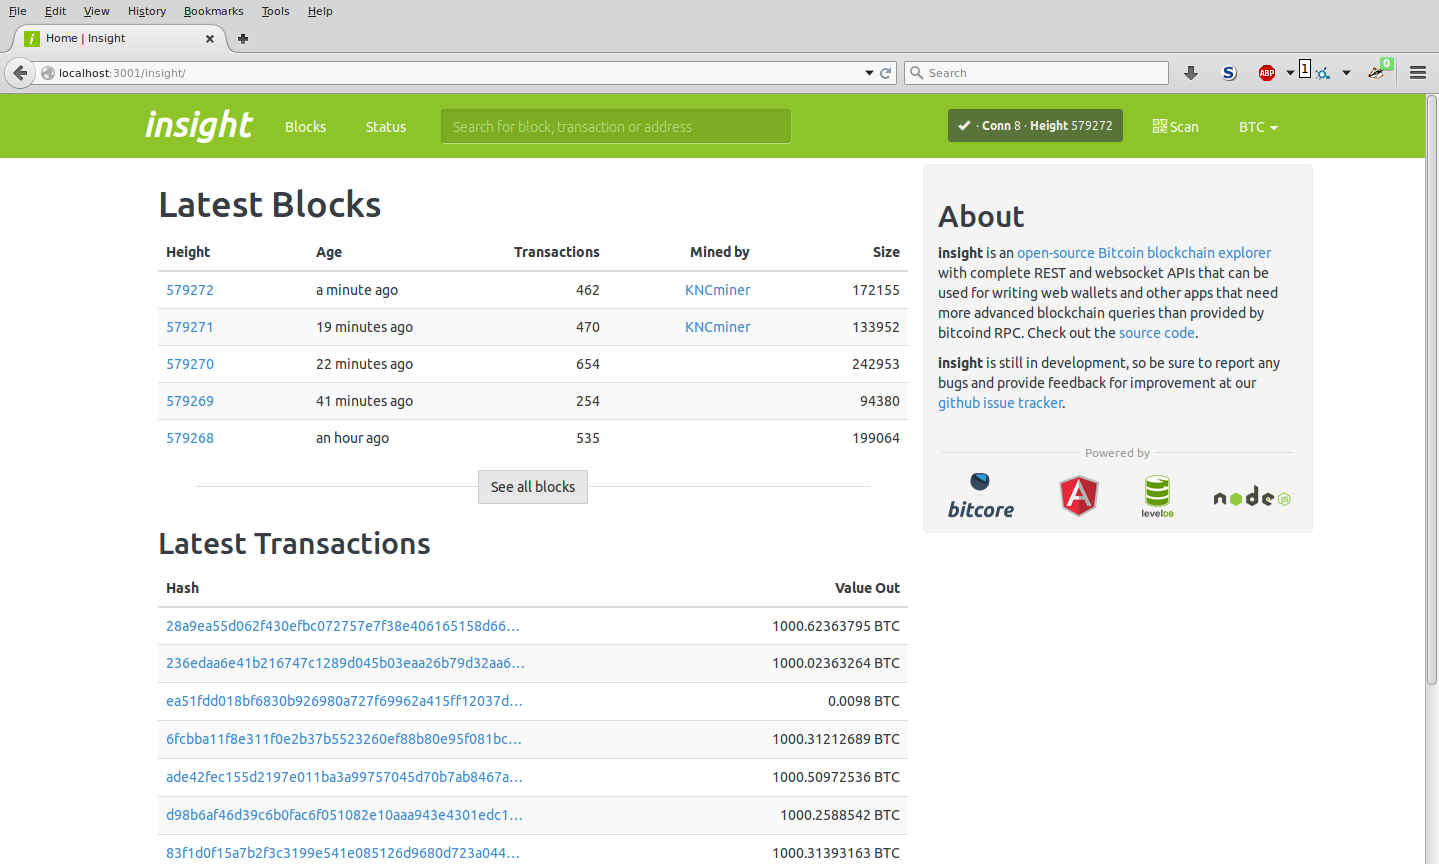 File Edit View History Bookmarks Tools Help
i Home | Insight
localhost:3001/insight/ Search S ABP 1 0
insight Blocks Status Search for block, transaction or address · Conn 8 · Height 579272 Scan BTC
Latest Blocks
Height Age Transactions Mined by Size
579272 a minute ago 462 KNCminer 172155
579271 19 minutes ago 470 KNCminer 133952
579270 22 minutes ago 654 242953
579269 41 minutes ago 254 94380
579268 an hour ago 535 199064
See all blocks
Latest Transactions
Hash Value Out
28a9ea55d062f430efbc072757e7f38e406165158d66… 1000.62363795 BTC
236edaa6e41b216747c1289d045b03eaa26b79d32aa6… 1000.02363264 BTC
ea51fdd018bf6830b926980a727f69962a415ff12037d… 0.0098 BTC
6fcbba11f8e311f0e2b37b5523260ef88b80e95f081bc… 1000.31212689 BTC
ade42fec155d2197e011ba3a99757045d70b7ab8467a… 1000.50972536 BTC
d98b6af46d39c6b0fac6f051082e10aaa943e4301edc1… 1000.2588542 BTC
83f1d0f15a7b2f3c3199e541e085126d9680d723a044… 1000.31393163 BTC
About
insight is an open-source Bitcoin blockchain explorer
with complete REST and websocket APIs that can be
used for writing web wallets and other apps that need
more advanced blockchain queries than provided by
bitcoind RPC. Check out the source code.
insight is still in development, so be sure to report any
bugs and provide feedback for improvement at our
github issue tracker.
Powered by
bitcore A levelDB node JS